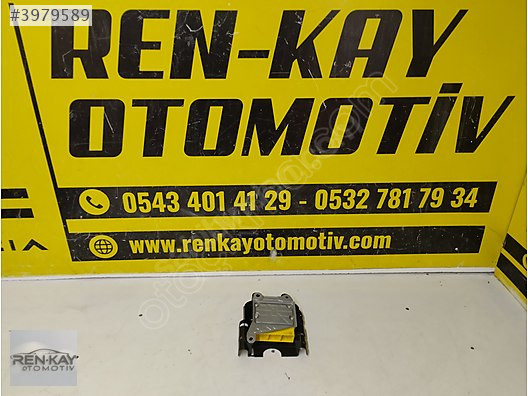 #3979589
REN-KAY
OTOMOTİV
0543 401 41 29 - 0532 781 79 34
www.renkayotomotiv.com
REN-KAY
OTOMOTİV